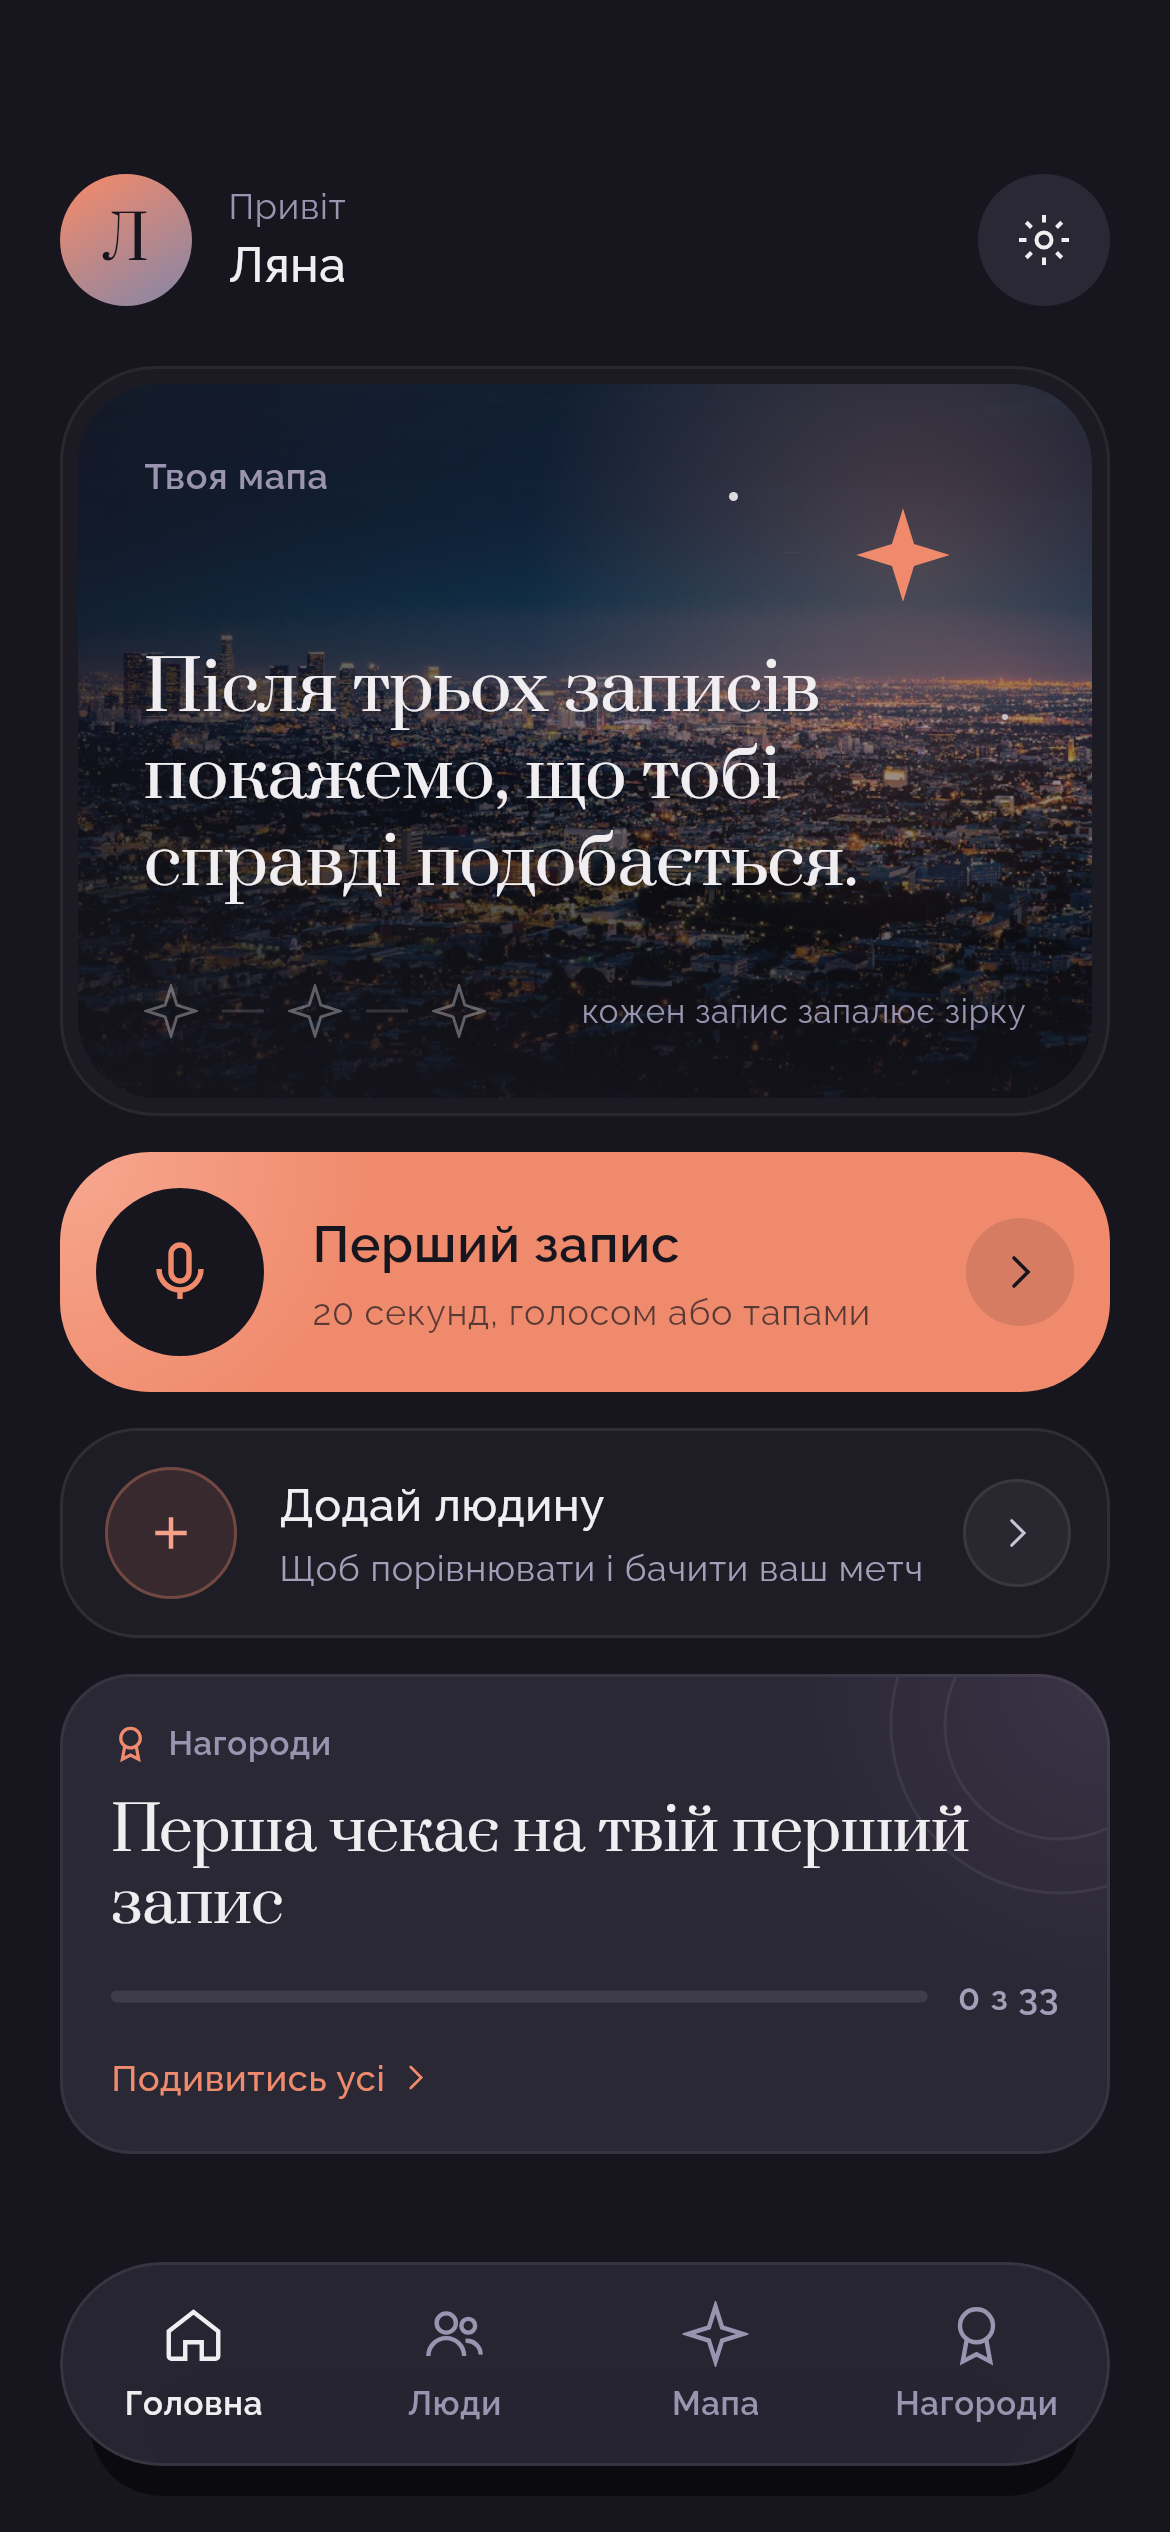 Л
Привіт
Ляна
Твоя мапа
Після трьох записів
покажемо, що тобі
справді подобається.
кожен запис запалює зірку
Перший запис
20 секунд, голосом або тапами
Додай людину
Щоб порівнювати і бачити ваш метч
Нагороди
Перша чекає на твій перший
запис
0 з 33
Подивитись усі
Головна
Люди
Мапа
Нагороди